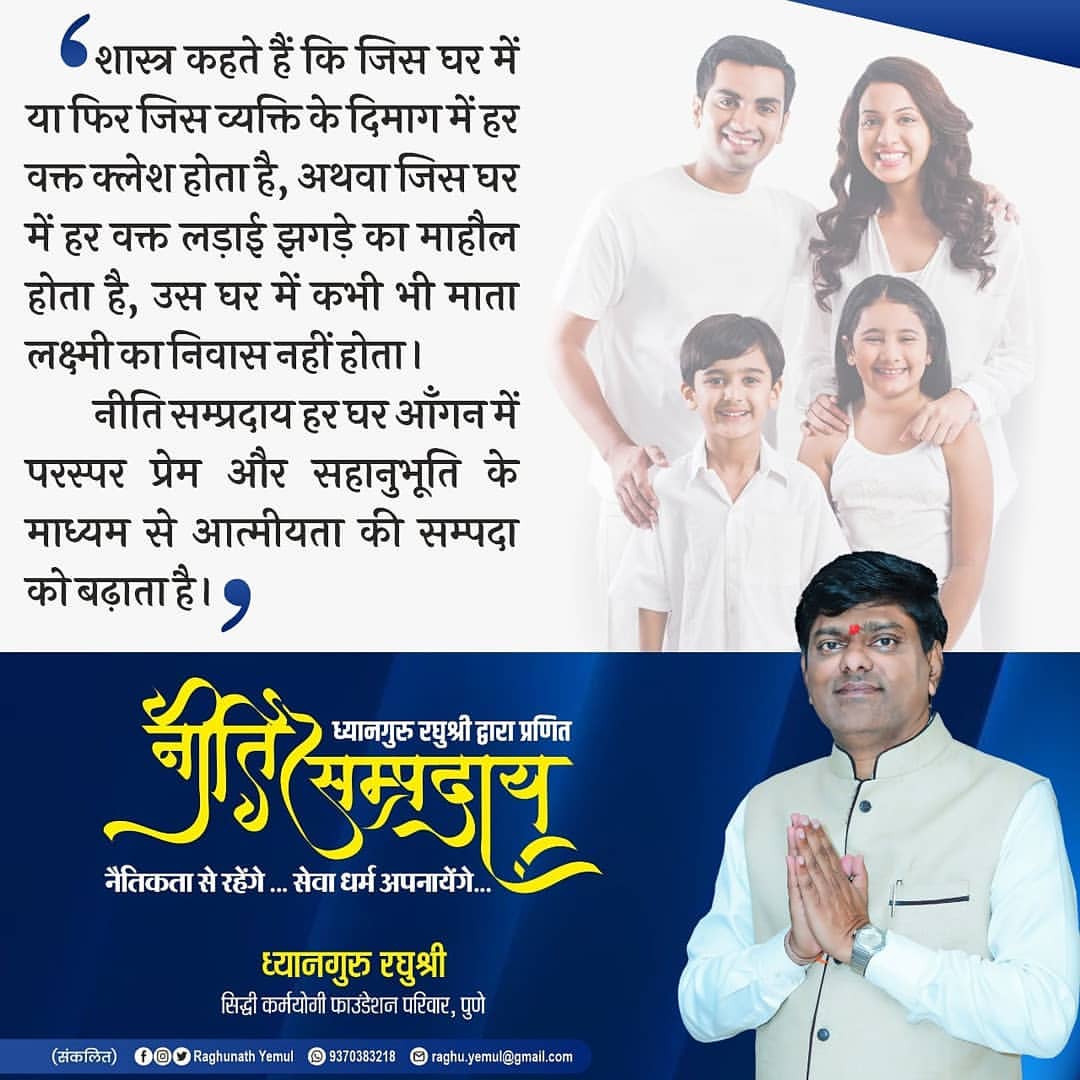 ‘शास्त्र कहते हैं कि जिस घर में
या फिर जिस व्यक्ति के दिमाग में हर
वक्त क्लेश होता है, अथवा जिस घर
में हर वक्त लड़ाई झगड़े का माहौल
होता है, उस घर में कभी भी माता
लक्ष्मी का निवास नहीं होता।
नीति सम्प्रदाय हर घर आँगन में
परस्पर प्रेम और सहानुभूति के
माध्यम से आत्मीयता की सम्पदा
को बढ़ाता है।’
ध्यानगुरु रघुश्री द्वारा प्रणित
नीति सम्प्रदाय
नैतिकता से रहेंगे ... सेवा धर्म अपनायेंगे...
ध्यानगुरु रघुश्री
सिद्धी कर्मयोगी फाउंडेशन परिवार, पुणे
(संकलित) Raghunath Yemul 9370383218 raghu.yemul@gmail.com